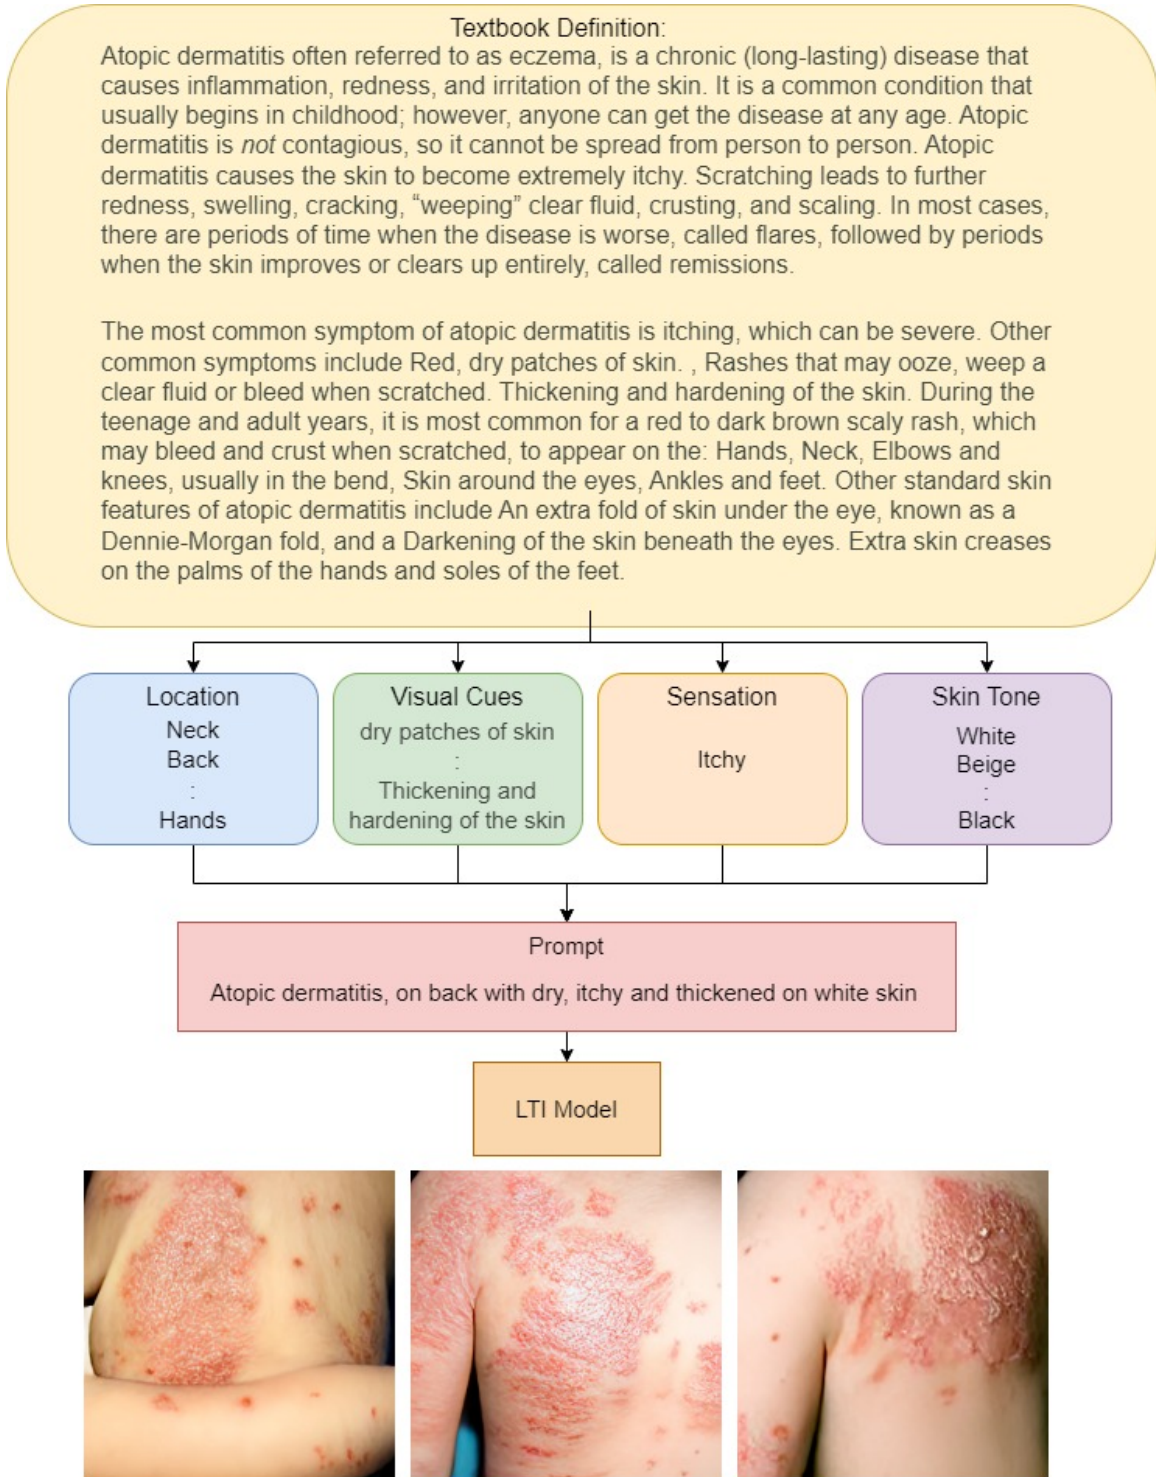 Textbook Definition:
Atopic dermatitis often referred to as eczema, is a chronic (long-lasting) disease that
causes inflammation, redness, and irritation of the skin. It is a common condition that
usually begins in childhood; however, anyone can get the disease at any age. Atopic
dermatitis is not contagious, so it cannot be spread from person to person. Atopic
dermatitis causes the skin to become extremely itchy. Scratching leads to further
redness, swelling, cracking, “weeping” clear fluid, crusting, and scaling. In most cases,
there are periods of time when the disease is worse, called flares, followed by periods
when the skin improves or clears up entirely, called remissions.
The most common symptom of atopic dermatitis is itching, which can be severe. Other
common symptoms include Red, dry patches of skin. , Rashes that may ooze, weep a
clear fluid or bleed when scratched. Thickening and hardening of the skin. During the
teenage and adult years, it is most common for a red to dark brown scaly rash, which
may bleed and crust when scratched, to appear on the: Hands, Neck, Elbows and
knees, usually in the bend, Skin around the eyes, Ankles and feet. Other standard skin
features of atopic dermatitis include An extra fold of skin under the eye, known as a
Dennie-Morgan fold, and a Darkening of the skin beneath the eyes. Extra skin creases
on the palms of the hands and soles of the feet.
Location
Neck
Back
:
Hands
Visual Cues
dry patches of skin
:
Thickening and
hardening of the skin
Sensation
Itchy
Skin Tone
White
Beige
:
Black
Prompt
Atopic dermatitis, on back with dry, itchy and thickened on white skin
LTI Model